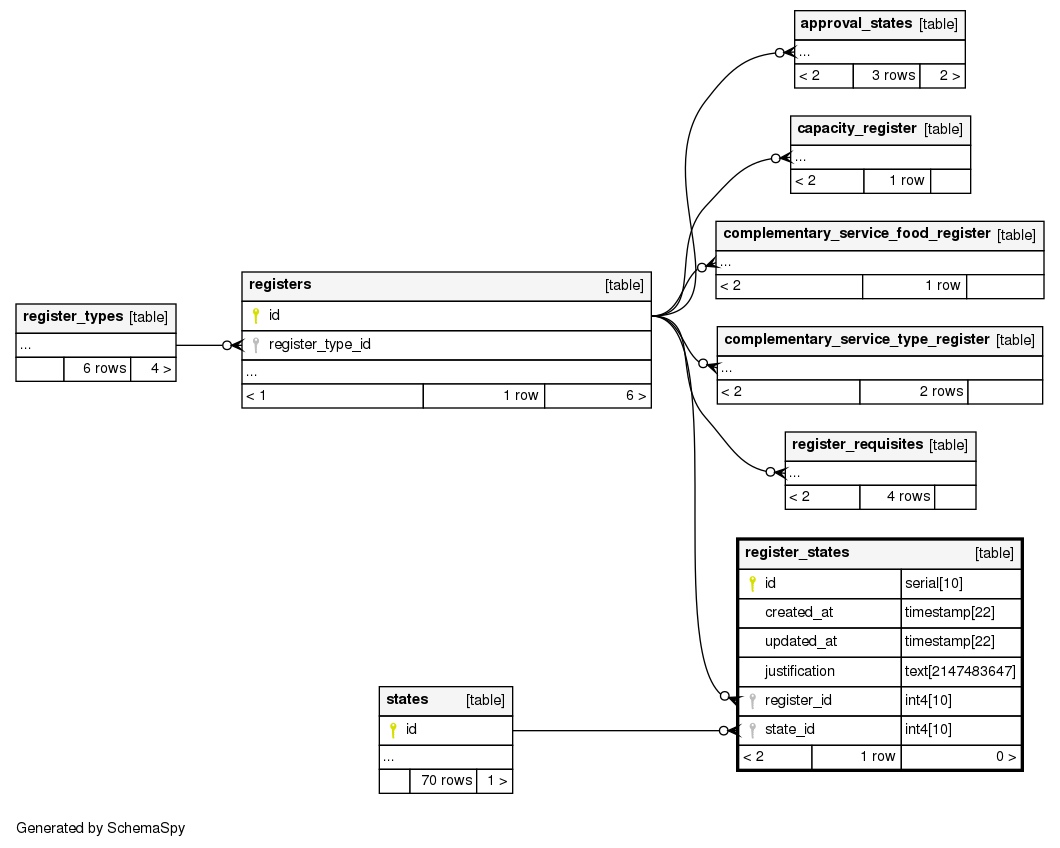 approval_states [table]
...
< 2 3 rows 2 >
capacity_register [table]
...
< 2 1 row
complementary_service_food_register [table]
...
< 2 1 row
registers [table]
id
register_type_id
...
< 1 1 row 6 >
register_types [table]
...
6 rows 4 >
complementary_service_type_register [table]
...
< 2 2 rows
register_requisites [table]
...
< 2 4 rows
register_states [table]
id serial[10]
created_at timestamp[22]
updated_at timestamp[22]
justification text[2147483647]
register_id int4[10]
state_id int4[10]
< 2 1 row 0 >
states [table]
id
...
70 rows 1 >
Generated by SchemaSpy